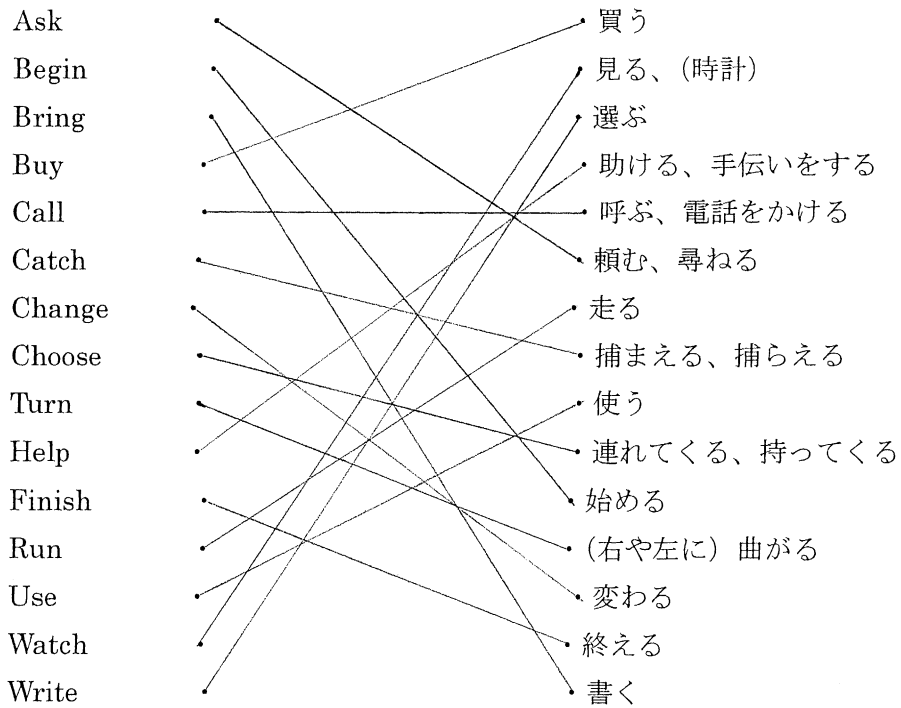 Ask 買う
Begin 見る、（時計）
Bring 選ぶ
Buy 助ける、手伝いをする
Call 呼ぶ、電話をかける
Catch 頼む、尋ねる
Change 走る
Choose 捕まえる、捕らえる
Turn 使う
Help 連れてくる、持ってくる
Finish 始める
Run （右や左に）曲がる
Use 変わる
Watch 終える
Write 書く